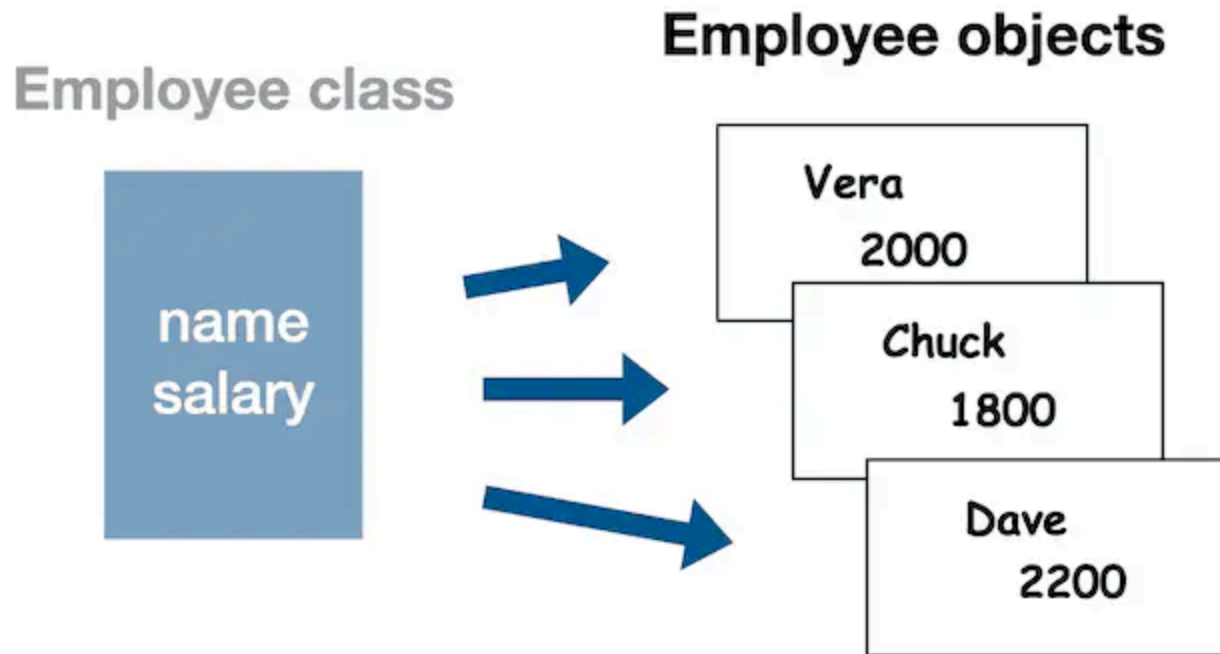 Employee class
name
salary
Employee objects
Vera
2000
Chuck
1800
Dave
2200